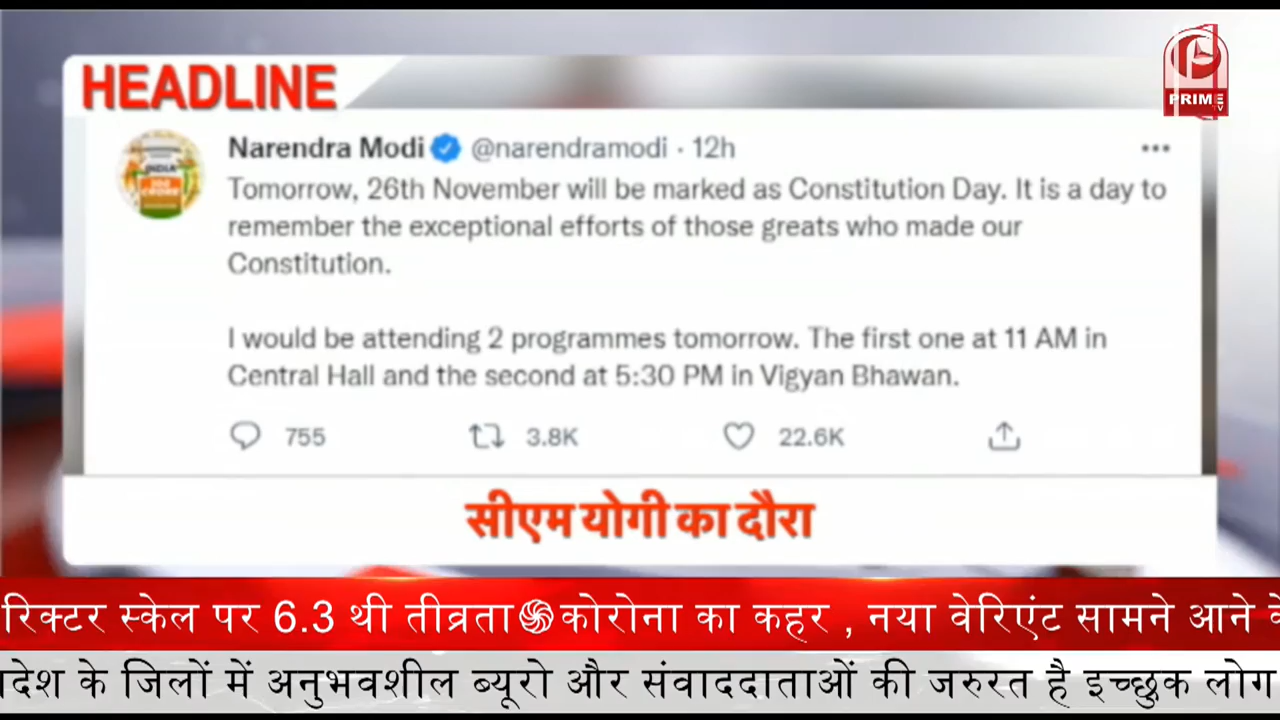 HEADLINE
PRIME
TV
Narendra Modi @narendramodi · 12h
Tomorrow, 26th November will be marked as Constitution Day. It is a day to
remember the exceptional efforts of those greats who made our
Constitution.
I would be attending 2 programmes tomorrow. The first one at 11 AM in
Central Hall and the second at 5:30 PM in Vigyan Bhawan.
755 3.8K 22.6K
सीएम योगी का दौरा
रिक्टर स्केल पर 6.3 थी तीव्रता कोरोना का कहर , नया वेरिएंट सामने आने
के जिलों में अनुभवशील ब्यूरो और संवाददाताओं की जरुरत है इच्छुक लोग